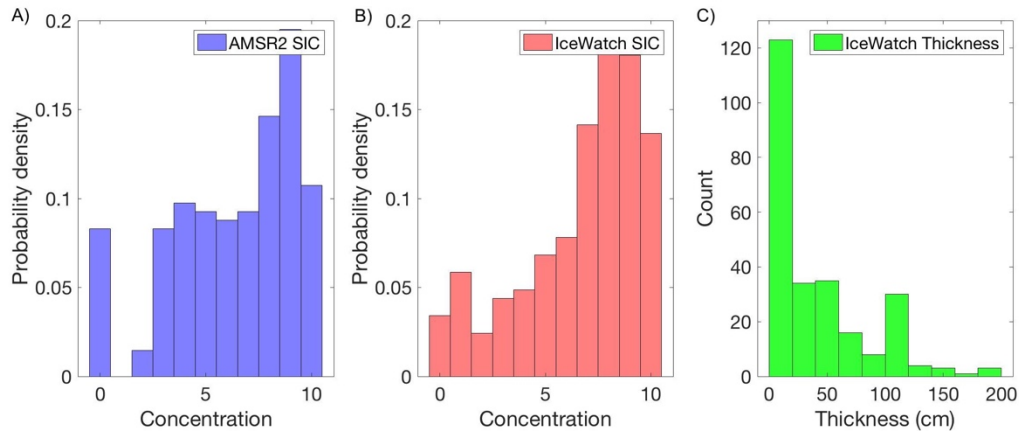 A)
AMSR2 SIC
0.2
0.15
0.1
0.05
0
Probability density
0 5 10
Concentration
B)
IceWatch SIC
0.2
0.15
0.1
0.05
0
Probability density
0 5 10
Concentration
C)
IceWatch Thickness
120
100
80
60
40
20
0
Count
0 50 100 150 200
Thickness (cm)